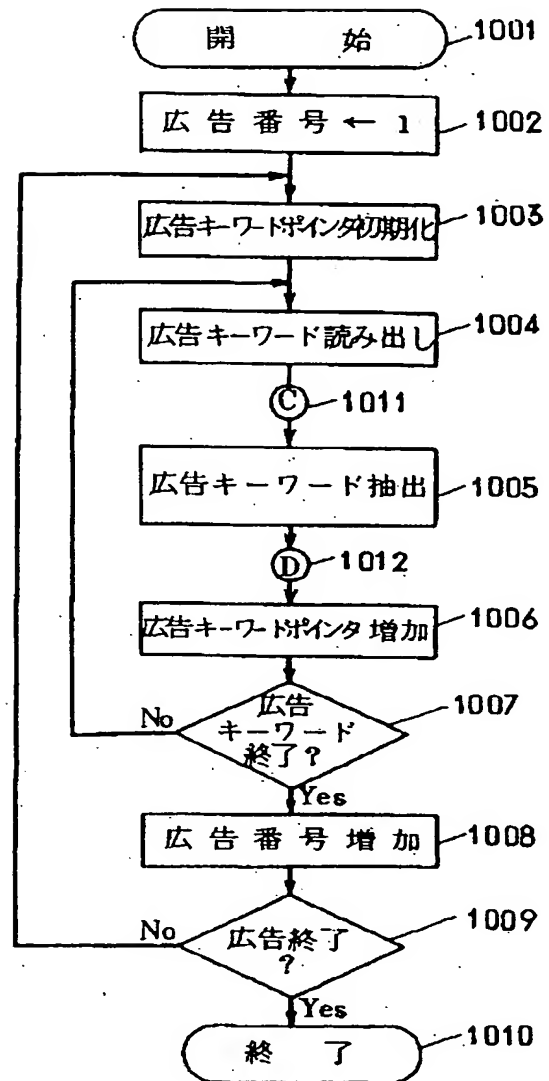 開 始
1001
広告番号 ← 1
1002
広告キーワードポインタ初期化
1003
広告キーワード読み出し
1004
C
1011
広告キーワード抽出
1005
D
1012
広告キーワードポインタ増加
1006
広告
キーワード
終了?
1007
No
Yes
広告番号増加
1008
広告終了
?
1009
No
Yes
終 了
1010